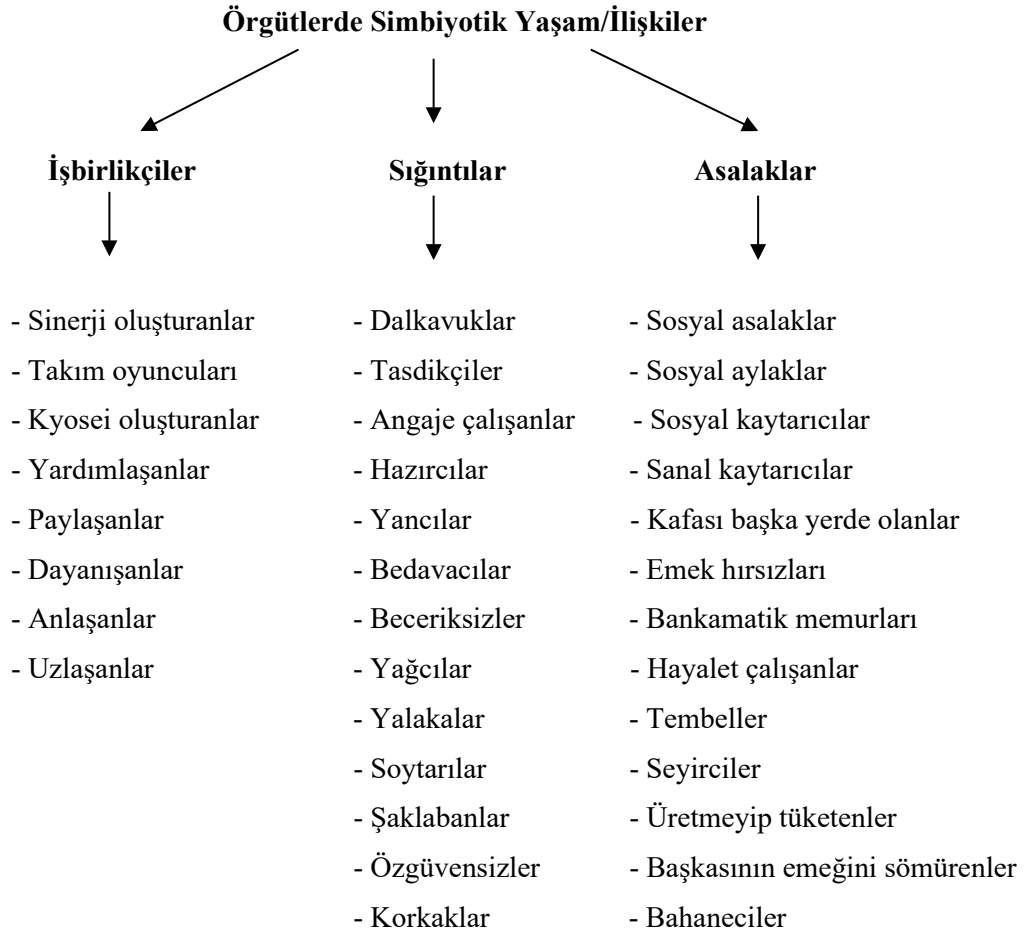 Örgütlerde Simbiyotik Yaşam/İlişkiler
İşbirlikçiler
Sığıntılar
Asalaklar
- Sinerji oluşturanlar
- Takım oyuncuları
- Kyosei oluşturanlar
- Yardımlaşanlar
- Paylaşanlar
- Dayanışanlar
- Anlaşanlar
- Uzlaşanlar
- Dalkavuklar
- Tasdikçiler
- Angaje çalışanlar
- Hazırcılar
- Yancılar
- Bedavacılar
- Beceriksizler
- Yağcılar
- Yalakalar
- Soytarılar
- Şaklabanlar
- Özgüvensizler
- Korkaklar
- Sosyal asalaklar
- Sosyal aylaklar
- Sosyal kaytarıcılar
- Sanal kaytarıcılar
- Kafası başka yerde olanlar
- Emek hırsızları
- Bankamatik memurları
- Hayalet çalışanlar
- Tembeller
- Seyirciler
- Üretmeyip tüketenler
- Başkasının emeğini sömürenler
- Bahaneciler